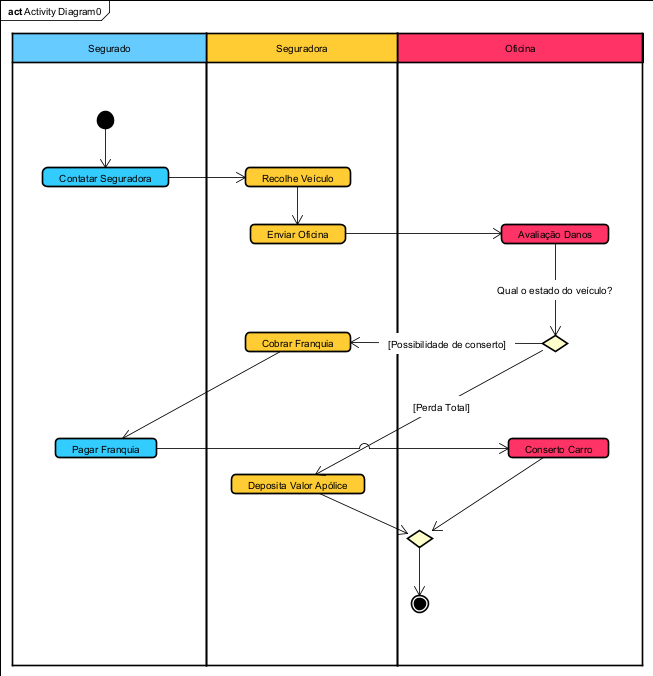 act Activity Diagram0
Segurado
Seguradora
Oficina
Contatar Seguradora
Recolhe Veículo
Enviar Oficina
Avaliação Danos
Qual o estado do veículo?
Cobrar Franquia
[Possibilidade de conserto]
[Perda Total]
Pagar Franquia
Conserto Carro
Deposita Valor Apólice